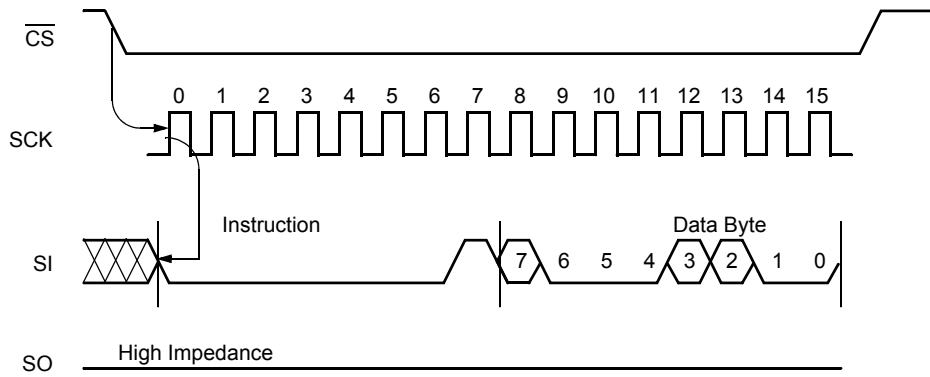 CS
0 1 2 3 4 5 6 7 8 9 10 11 12 13 14 15
SCK
Instruction
Data Byte
SI
7 6 5 4 3 2 1 0
High Impedance
SO